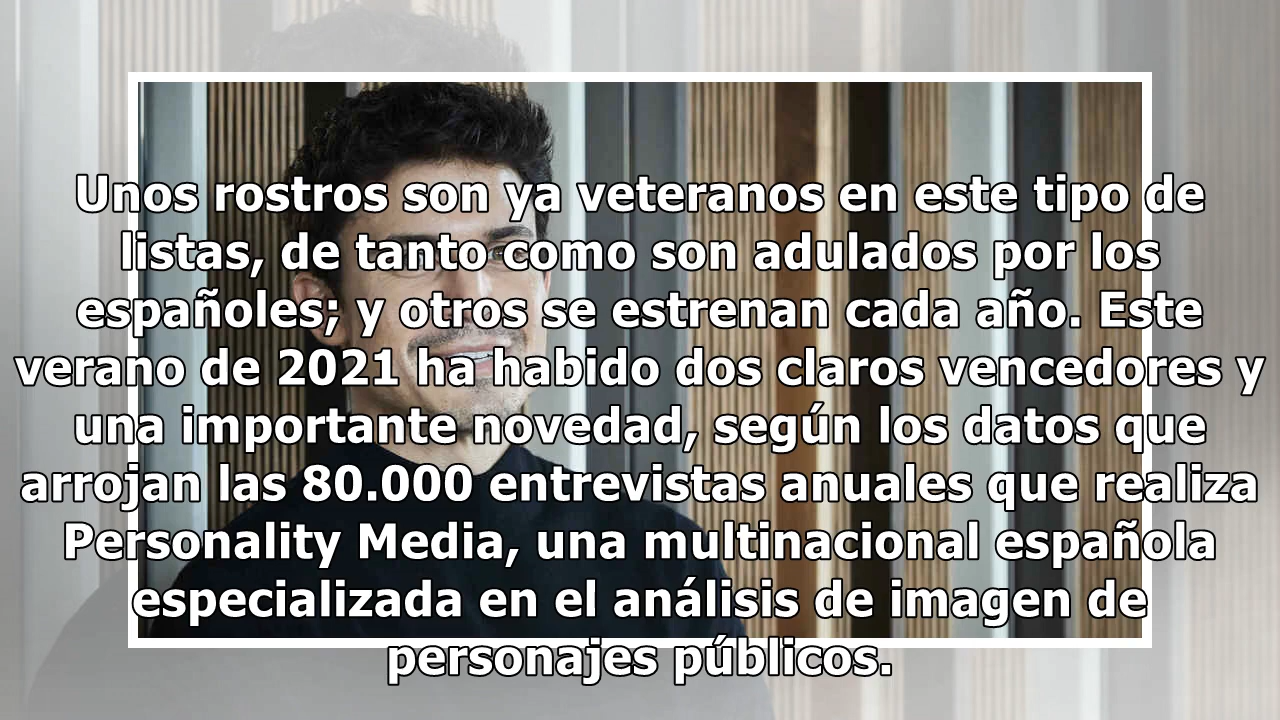 Unos rostros son ya veteranos en este tipo de
listas, de tanto como son adulados por los
españoles; y otros se estrenan cada año. Este
verano de 2021 ha habido dos claros vencedores y
una importante novedad, según los datos que
arrojan las 80.000 entrevistas anuales que realiza
Personality Media, una multinacional española
especializada en el análisis de imagen de
personajes públicos.